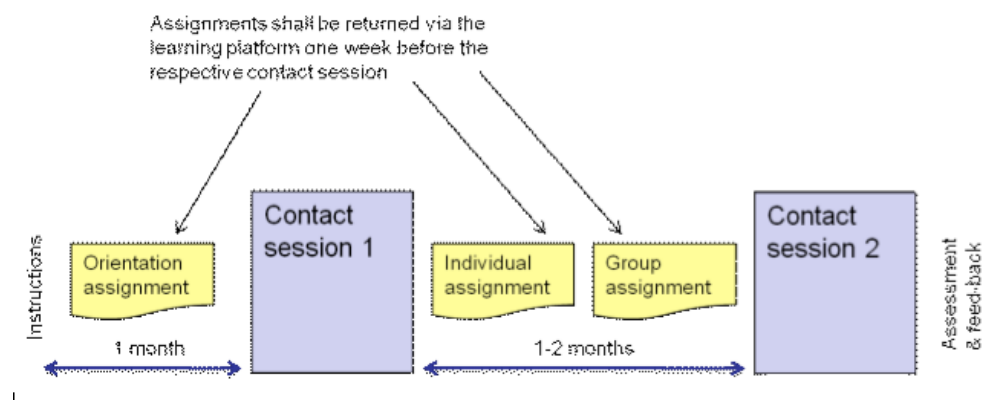 Assignments shall be returned via the
learning platform one week before the
respective contact session
Instructions
Orientation
assignment
1 month
Contact
session 1
Individual
assignment
Group
assignment
1-2 months
Contact
session 2
Assessment
& feed-back